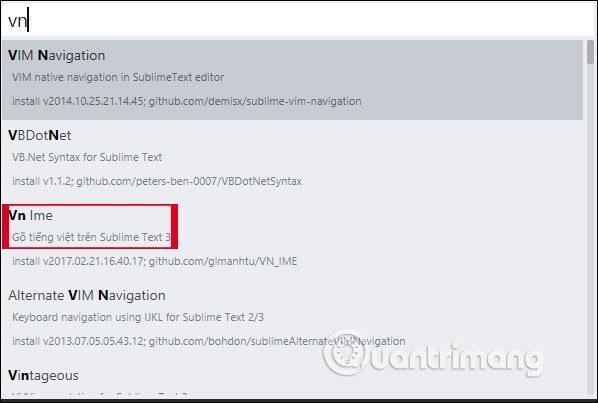 vn
VIM Navigation
VIM native navigation in SublimeText editor
install v2014.10.25.21.14.45; github.com/demisx/sublime-vim-navigation
VBDotNet
VB.Net Syntax for Sublime Text
install v1.1.2; github.com/peters-ben-0007/VBDotNetSyntax
Vn Ime
Gõ tiếng việt trên Sublime Text 3
install v2017.02.21.16.40.17; github.com/gimanhtu/VN_IME
Alternate VIM Navigation
Keyboard navigation using IJKL for Sublime Text 2/3
install v2013.07.05.05.43.12; github.com/bohdon/sublimeAlternateVIMNavigation
Quantrimang
Vintageous